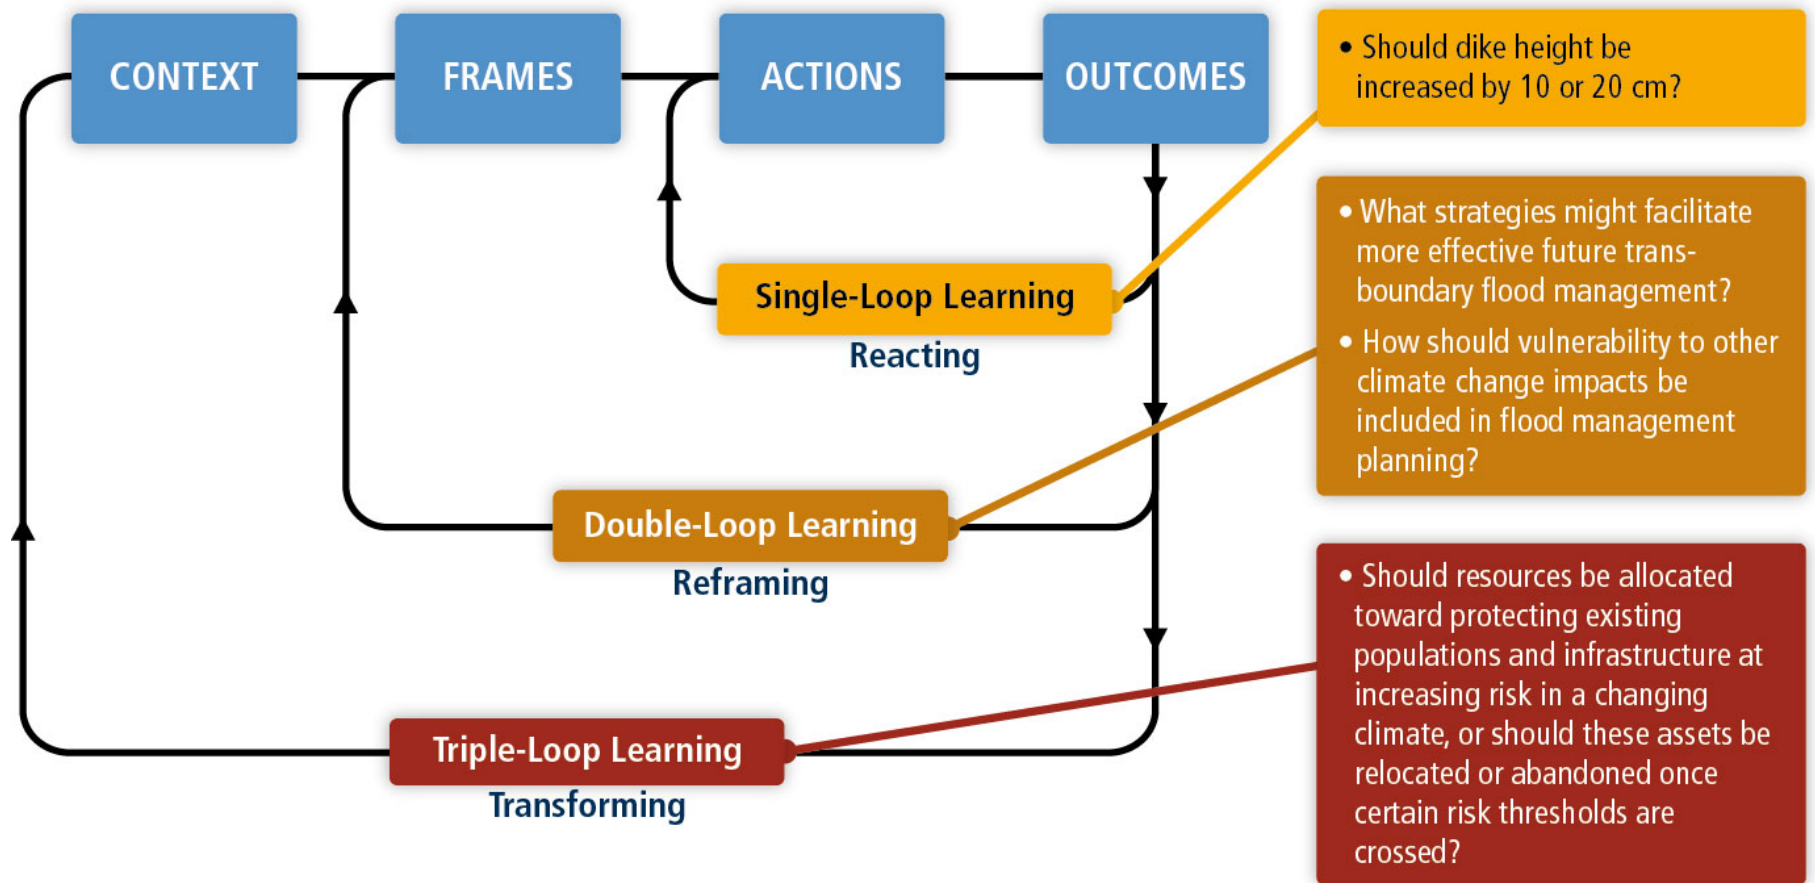 CONTEXT
FRAMES
ACTIONS
OUTCOMES
• Should dike height be
increased by 10 or 20 cm?
• What strategies might facilitate
more effective future trans-
boundary flood management?
• How should vulnerability to other
climate change impacts be
included in flood management
planning?
Single-Loop Learning
Reacting
Double-Loop Learning
Reframing
• Should resources be allocated
toward protecting existing
populations and infrastructure at
increasing risk in a changing
climate, or should these assets be
relocated or abandoned once
certain risk thresholds are
crossed?
Triple-Loop Learning
Transforming